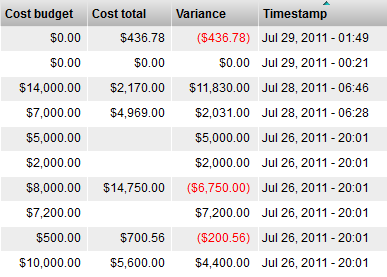 Cost budget Cost total Variance Timestamp
$0.00 $436.78 ($436.78) Jul 29, 2011 - 01:49
$0.00 $0.00 $0.00 Jul 29, 2011 - 00:21
$14,000.00 $2,170.00 $11,830.00 Jul 28, 2011 - 06:46
$7,000.00 $4,969.00 $2,031.00 Jul 28, 2011 - 06:28
$5,000.00 $5,000.00 Jul 26, 2011 - 20:01
$2,000.00 $2,000.00 Jul 26, 2011 - 20:01
$8,000.00 $14,750.00 ($6,750.00) Jul 26, 2011 - 20:01
$7,200.00 $7,200.00 Jul 26, 2011 - 20:01
$500.00 $700.56 ($200.56) Jul 26, 2011 - 20:01
$10,000.00 $5,600.00 $4,400.00 Jul 26, 2011 - 20:01